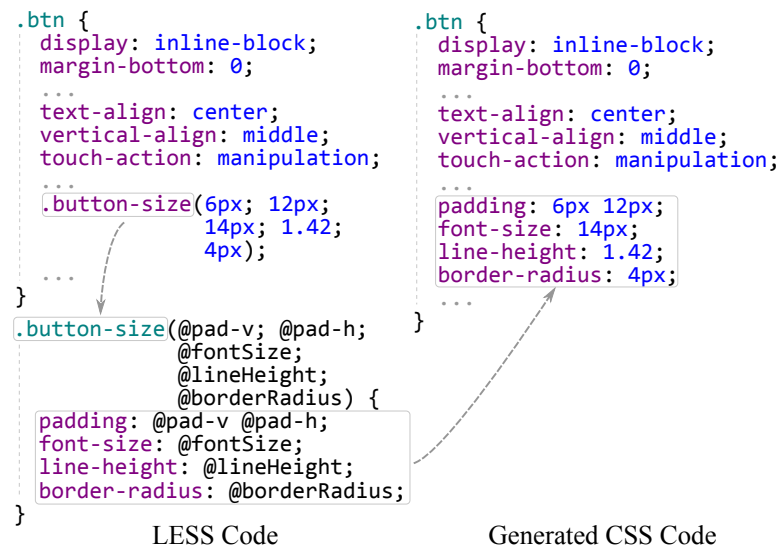 .btn {
display: inline-block;
margin-bottom: 0;
...
text-align: center;
vertical-align: middle;
touch-action: manipulation;
...
.button-size(6px; 12px;
14px; 1.42;
4px);
...
}
.button-size(@pad-v; @pad-h;
@fontSize;
@lineHeight;
@borderRadius) {
padding: @pad-v @pad-h;
font-size: @fontSize;
line-height: @lineHeight;
border-radius: @borderRadius;
}
LESS Code
.btn {
display: inline-block;
margin-bottom: 0;
...
text-align: center;
vertical-align: middle;
touch-action: manipulation;
...
padding: 6px 12px;
font-size: 14px;
line-height: 1.42;
border-radius: 4px;
...
}
Generated CSS Code